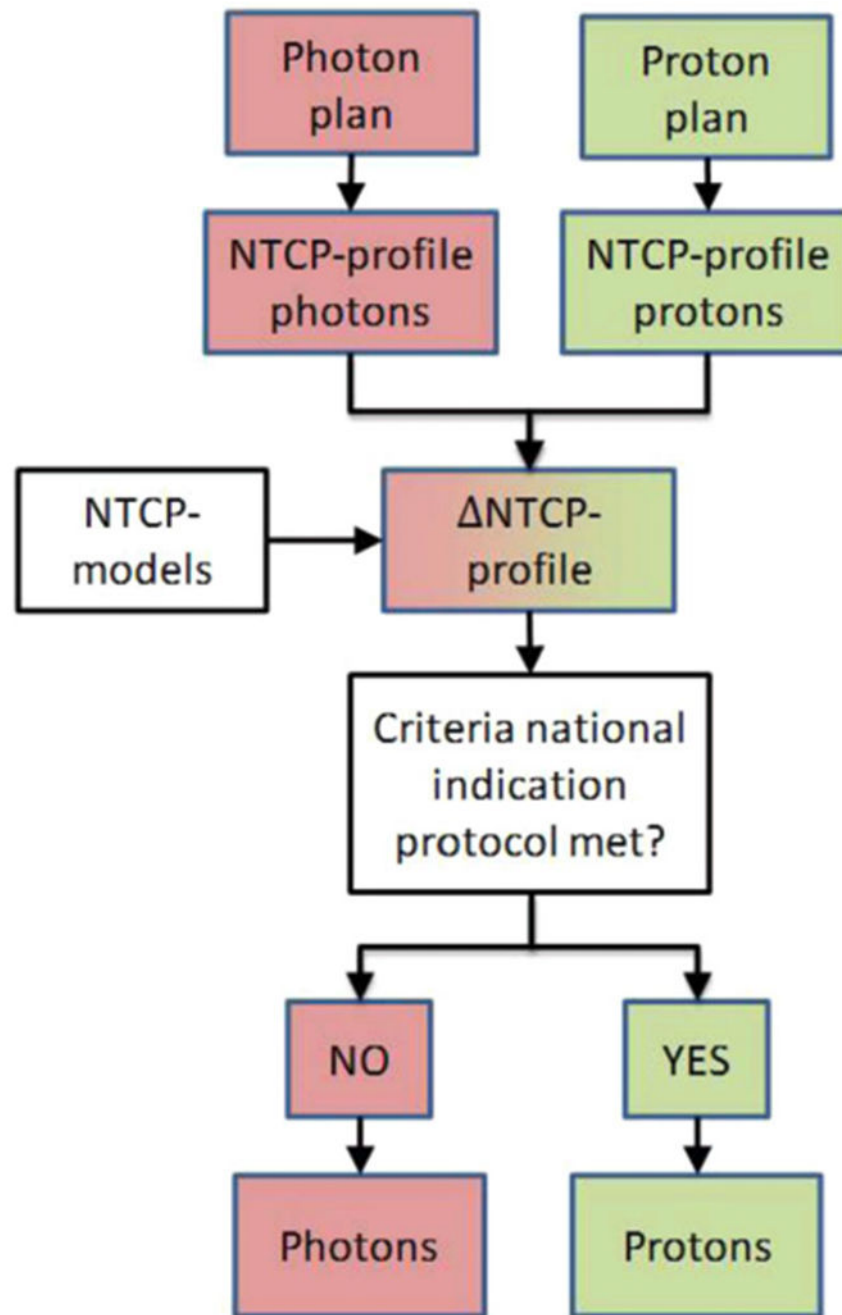 Photon
plan
Proton
plan
NTCP-profile
photons
NTCP-profile
protons
NTCP-
models
ΔNTCP-
profile
Criteria national
indication
protocol met?
NO
YES
Photons
Protons